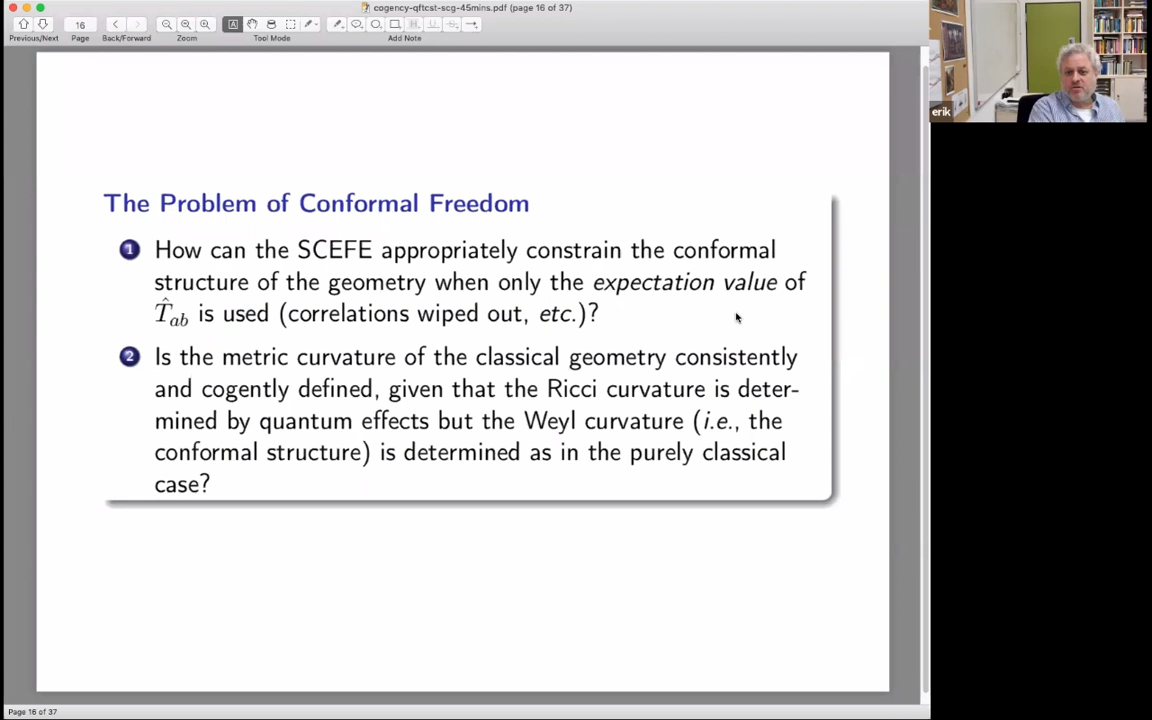 cogency-qftcst-scg-45mins.pdf (page 16 of 37)
16
Previous/Next Page Back/Forward Zoom Tool Mode Add Note
erik
The Problem of Conformal Freedom
1 How can the SCEFE appropriately constrain the conformal
structure of the geometry when only the expectation value of
T̂ab is used (correlations wiped out, etc.)?
2 Is the metric curvature of the classical geometry consistently
and cogently defined, given that the Ricci curvature is deter-
mined by quantum effects but the Weyl curvature (i.e., the
conformal structure) is determined as in the purely classical
case?
Page 16 of 37